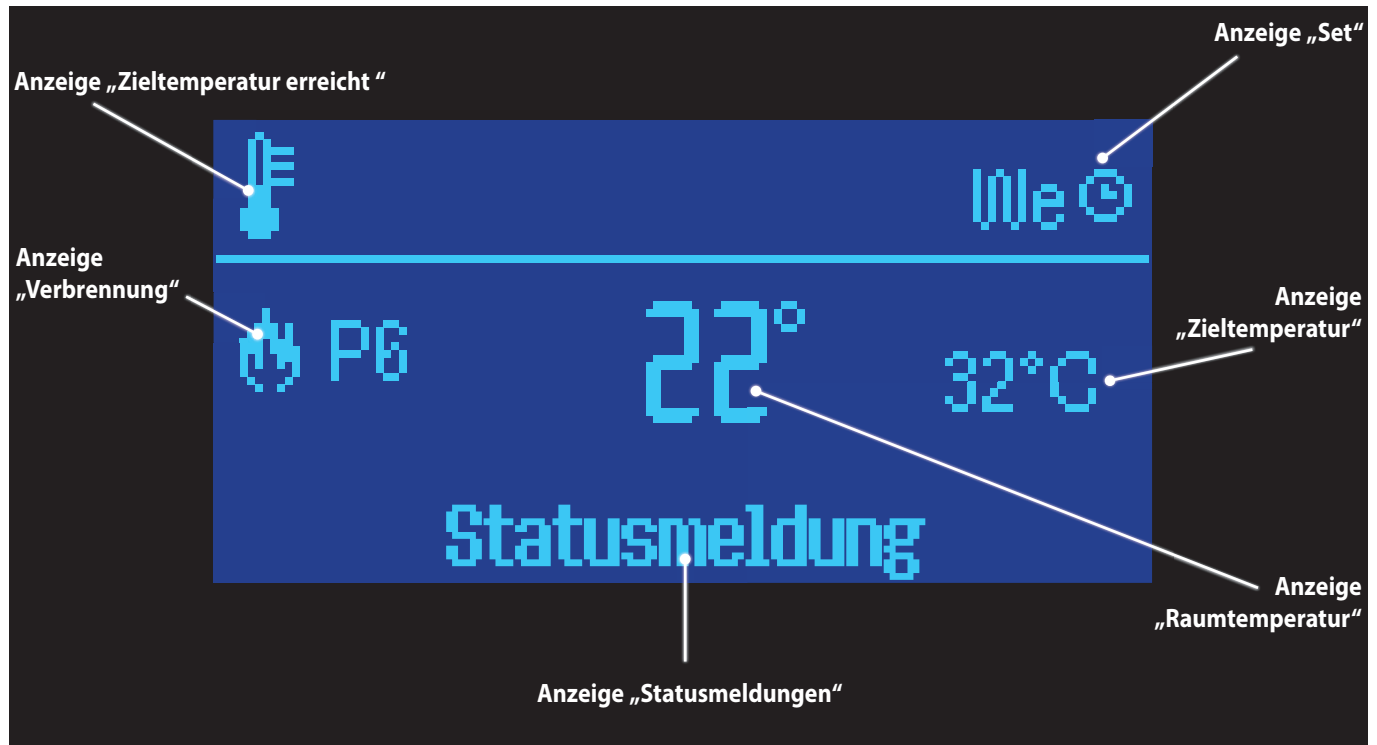 Anzeige „Set“
Anzeige „Zieltemperatur erreicht “
We
Anzeige
„Verbrennung“
P6
22°
32°C
Anzeige
„Zieltemperatur“
Statusmeldung
Anzeige
„Raumtemperatur“
Anzeige „Statusmeldungen“